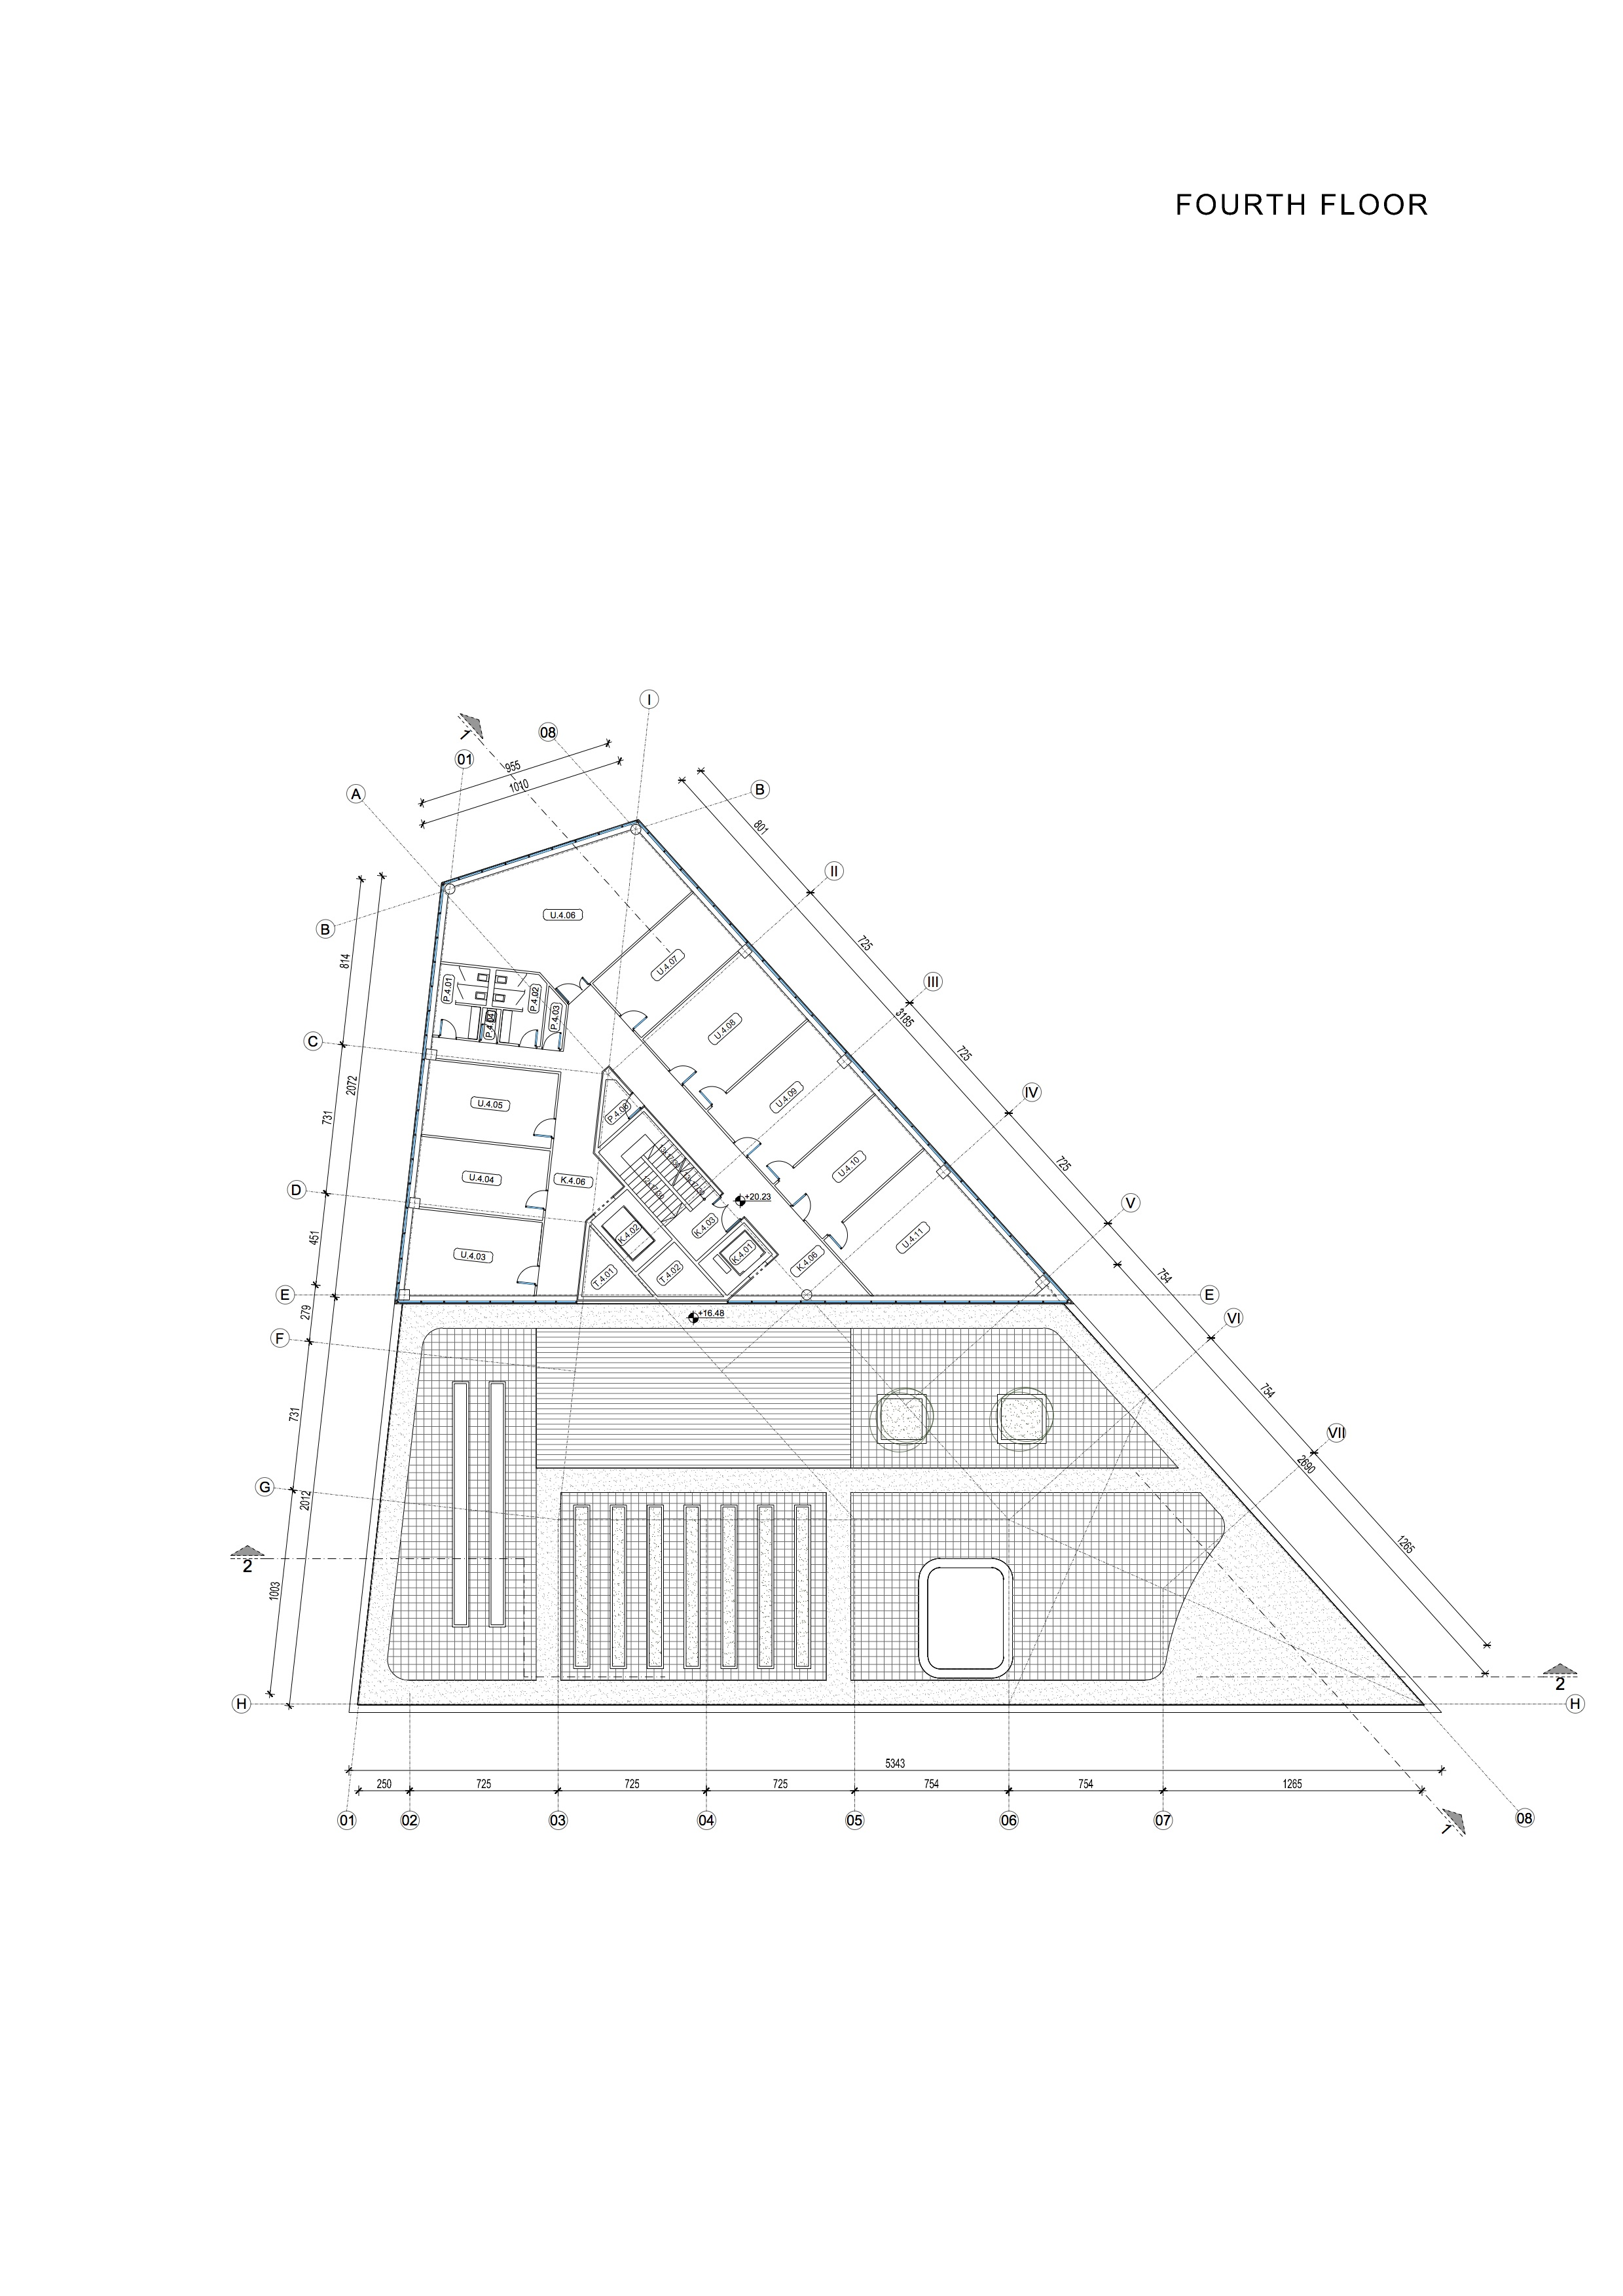 FOURTH FLOOR
I
1
08
01
955
1010
A
B
801
II
B
U.4.06
814
725
U.4.07
P.4.01
P.4.02
P.4.03
P.4.04
III
3185
C
U.4.08
725
2072
IV
U.4.05
U.4.09
P.4.08
731
725
U.4.04
K.4.06
U.4.10
D
+20.23
V
K.4.02
K.4.03
451
U.4.03
U.4.11
K.4.01
K.4.06
T.4.01
T.4.02
754
E
E
279
+16.48
VI
F
754
731
VII
2690
G
2012
1265
2
1003
2
H
H
5343
250
725
725
725
754
754
1265
01
02
03
04
05
06
07
08
1